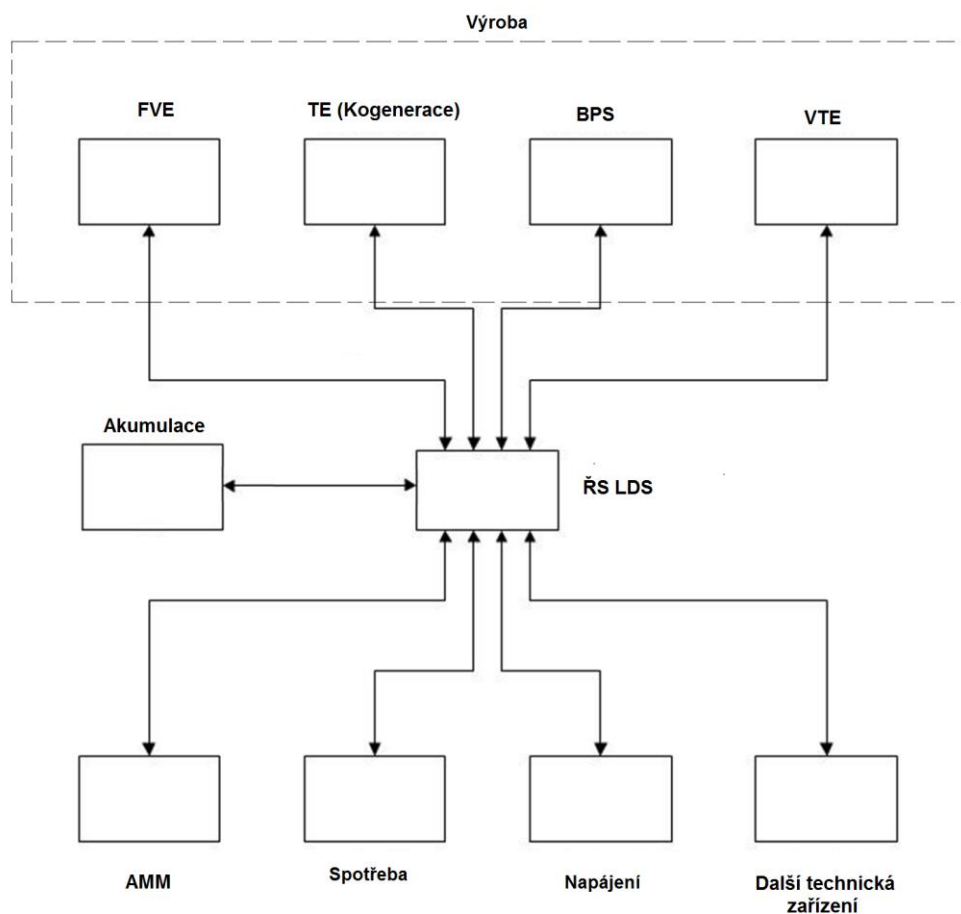 Výroba
FVE
TE (Kogenerace)
BPS
VTE
Akumulace
ŘS LDS
AMM
Spotřeba
Napájení
Další technická
zařízení